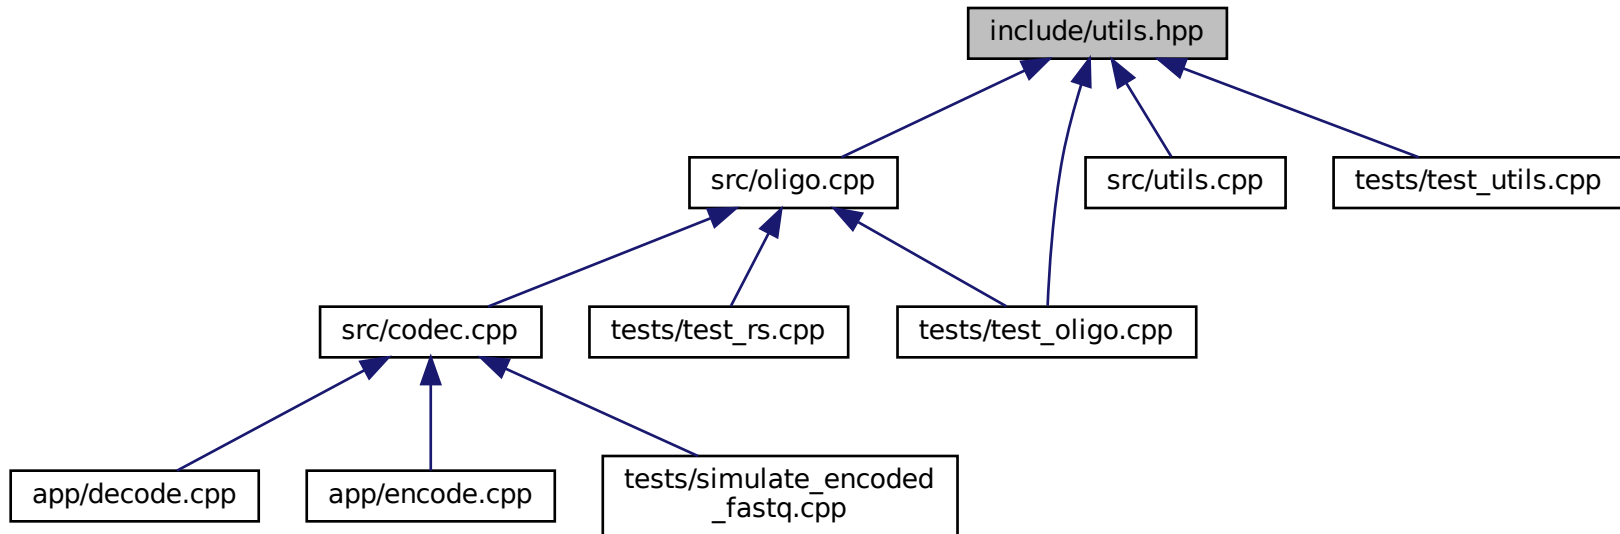 include/utils.hpp
src/oligo.cpp
src/utils.cpp
tests/test_utils.cpp
src/codec.cpp
tests/test_rs.cpp
tests/test_oligo.cpp
app/decode.cpp
app/encode.cpp
tests/simulate_encoded
_fastq.cpp